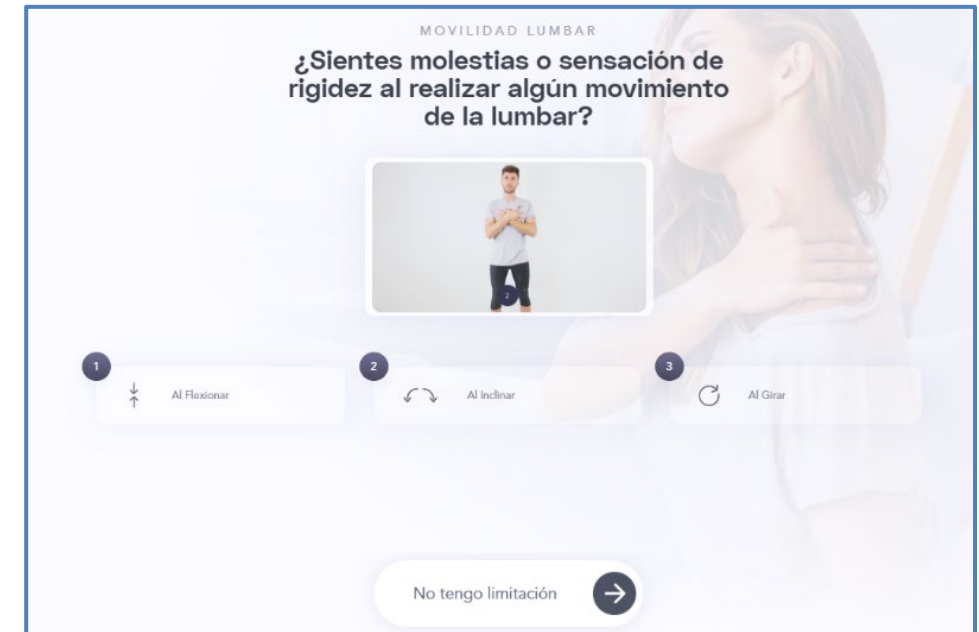 MOVILIDAD LUMBAR
¿Sientes molestias o sensación de
rigidez al realizar algún movimiento
de la lumbar?
2
1
Al Flexionar
2
Al Inclinar
3
Al Girar
No tengo limitación